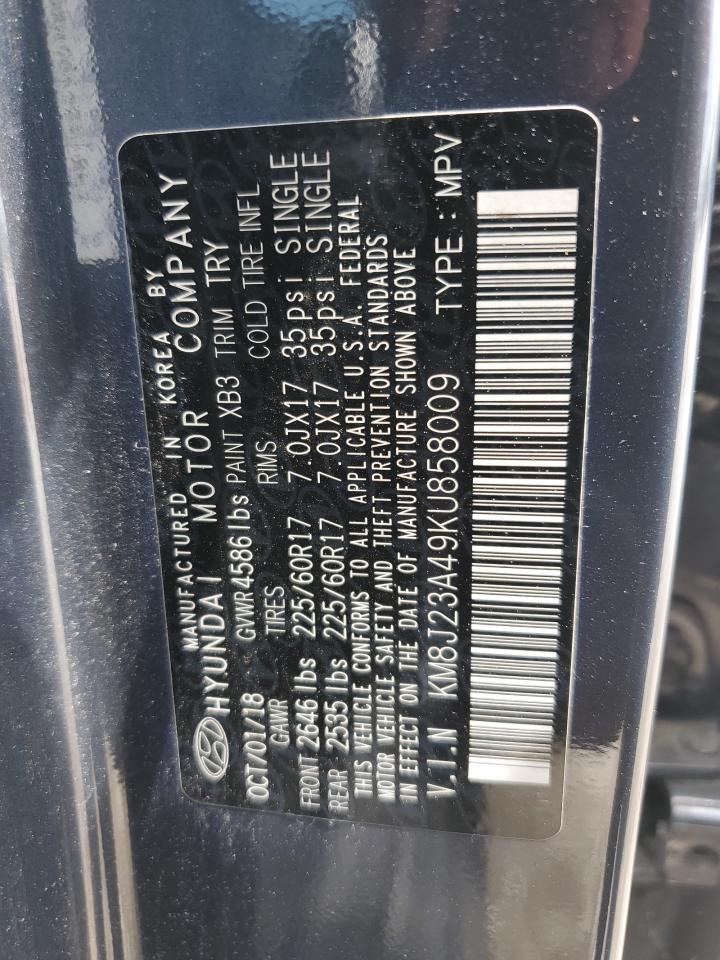 MANUFACTURED IN KOREA BY
HYUNDAI MOTOR COMPANY
OCT/01/18 GVWR 4586lbs PAINT XB3 TRIM TRY
GAWR TIRES RIMS COLD TIRE INFL
FRONT 2646 lbs 225/60R17 7.0JX17 35psi SINGLE
REAR 2535 lbs 225/60R17 7.0JX17 35psi SINGLE
THIS VEHICLE CONFORMS TO ALL APPLICABLE U.S.A. FEDERAL
MOTOR VEHICLE SAFETY AND THEFT PREVENTION STANDARDS
IN EFFECT ON THE DATE OF MANUFACTURE SHOWN ABOVE
V.I.N KM8J23A49KU858009 TYPE : MPV